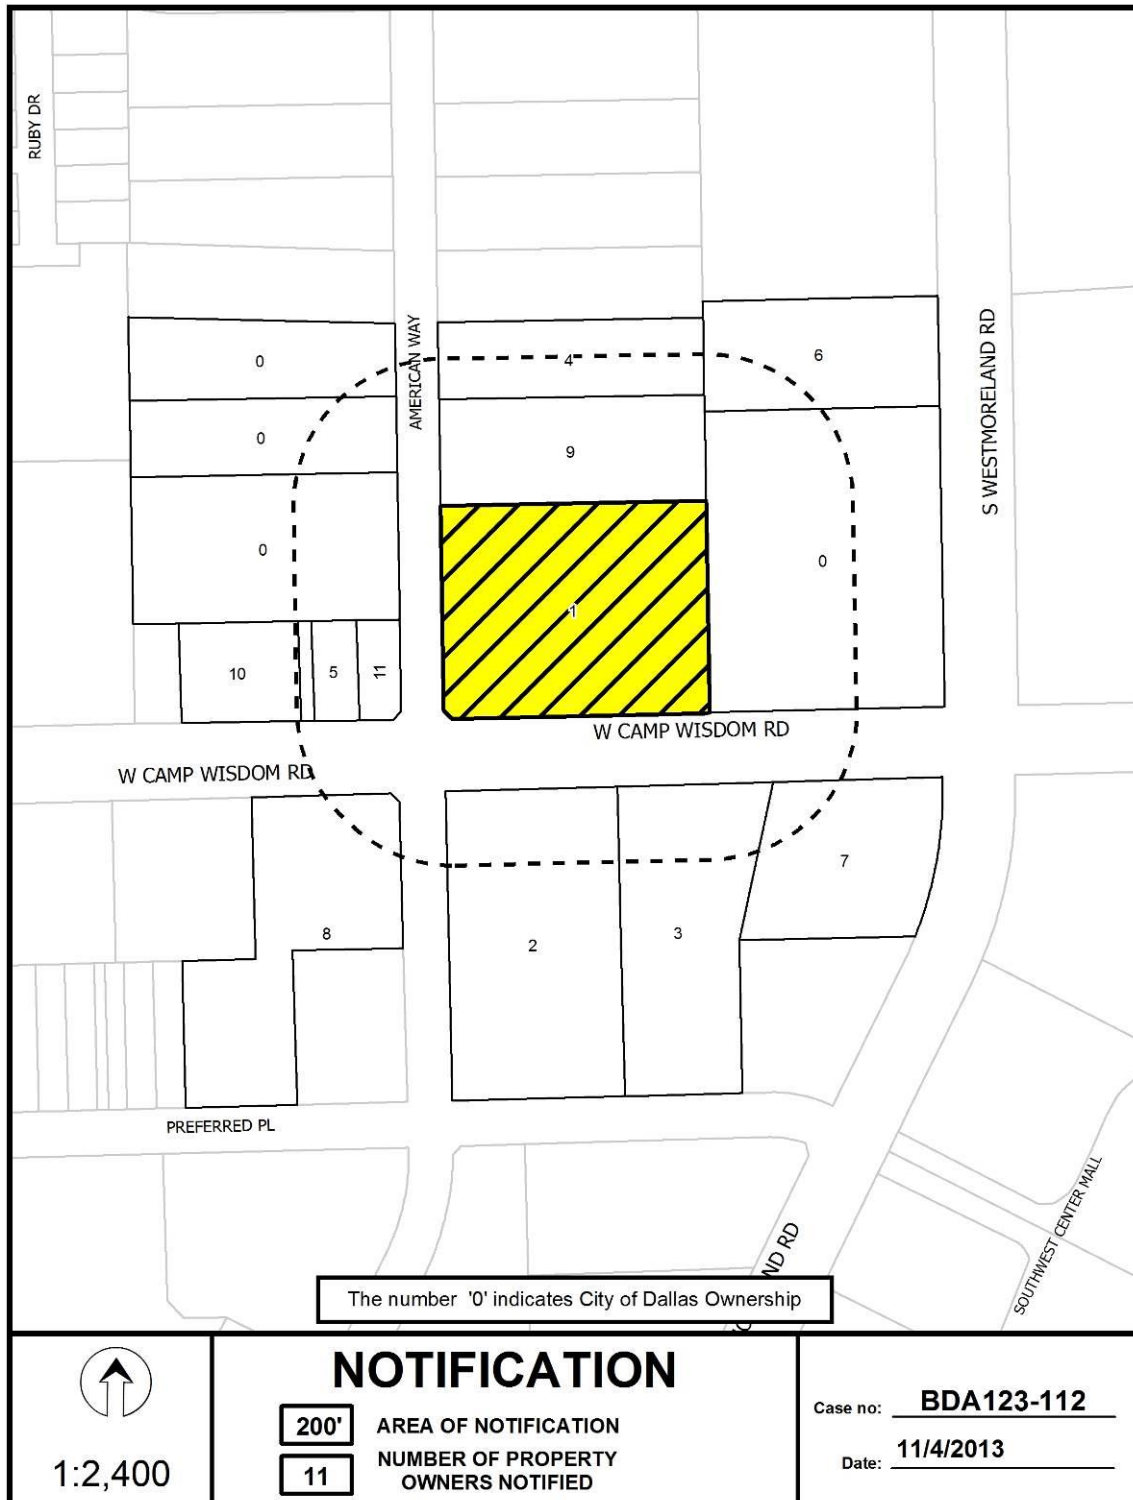 RUBY DR
AMERICAN WAY
S WESTMORELAND RD
0
4
6
0
9
0
0
1
10
5
11
W CAMP WISDOM RD
W CAMP WISDOM RD
7
8
2
3
PREFERRED PL
SOUTHWEST CENTER MALL
ND RD
The number '0' indicates City of Dallas Ownership
NOTIFICATION
200' AREA OF NOTIFICATION
11 NUMBER OF PROPERTY
OWNERS NOTIFIED
1:2,400
Case no: BDA123-112
Date: 11/4/2013